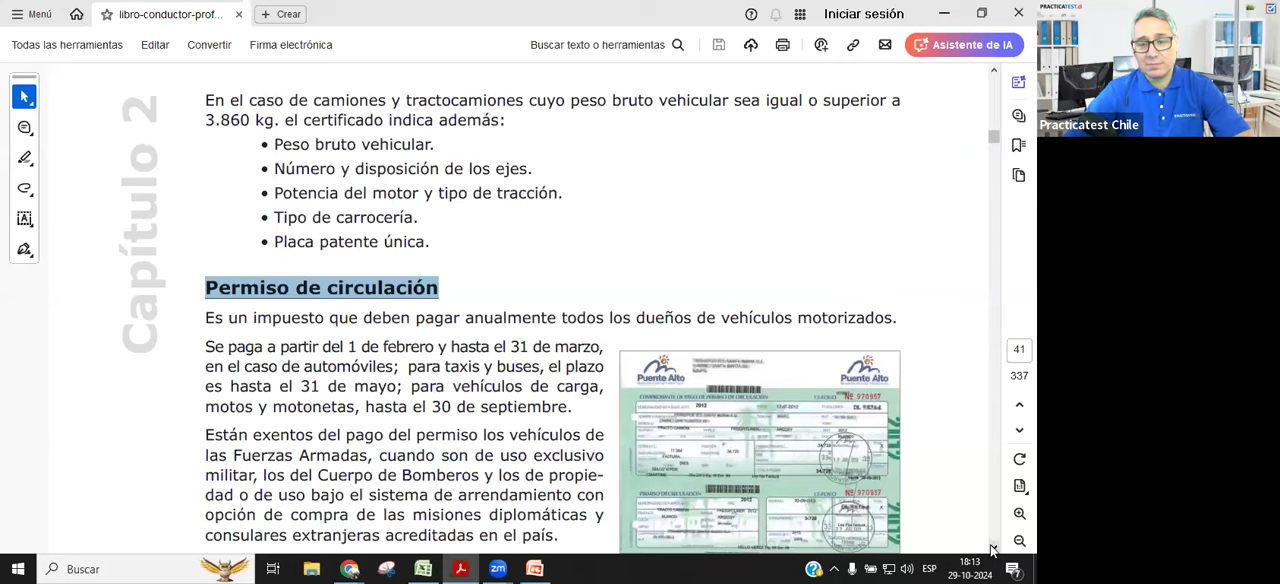 Menú
libro-conductor-prof...
Crear
Iniciar sesión
Todas las herramientas
Editar
Convertir
Firma electrónica
Buscar texto o herramientas
Asistente de IA
PRACTICATEST.cl
Practicatest Chile
Capítulo 2
En el caso de camiones y tractocamiones cuyo peso bruto vehicular sea igual o superior a
3.860 kg. el certificado indica además:
• Peso bruto vehicular.
• Número y disposición de los ejes.
• Potencia del motor y tipo de tracción.
• Tipo de carrocería.
• Placa patente única.
Permiso de circulación
Es un impuesto que deben pagar anualmente todos los dueños de vehículos motorizados.
Se paga a partir del 1 de febrero y hasta el 31 de marzo,
en el caso de automóviles; para taxis y buses, el plazo
es hasta el 31 de mayo; para vehículos de carga,
motos y motonetas, hasta el 30 de septiembre.
Están exentos del pago del permiso los vehículos de
las Fuerzas Armadas, cuando son de uso exclusivo
militar, los del Cuerpo de Bomberos y los de propie-
dad o de uso bajo el sistema de arrendamiento con
opción de compra de las misiones diplomáticas y
consulares extranjeras acreditadas en el país.
Puente Alto
Puente Alto
Nº 970957
Nº 970957
41
337
Buscar
ESP
18:13
29-10-2024
7